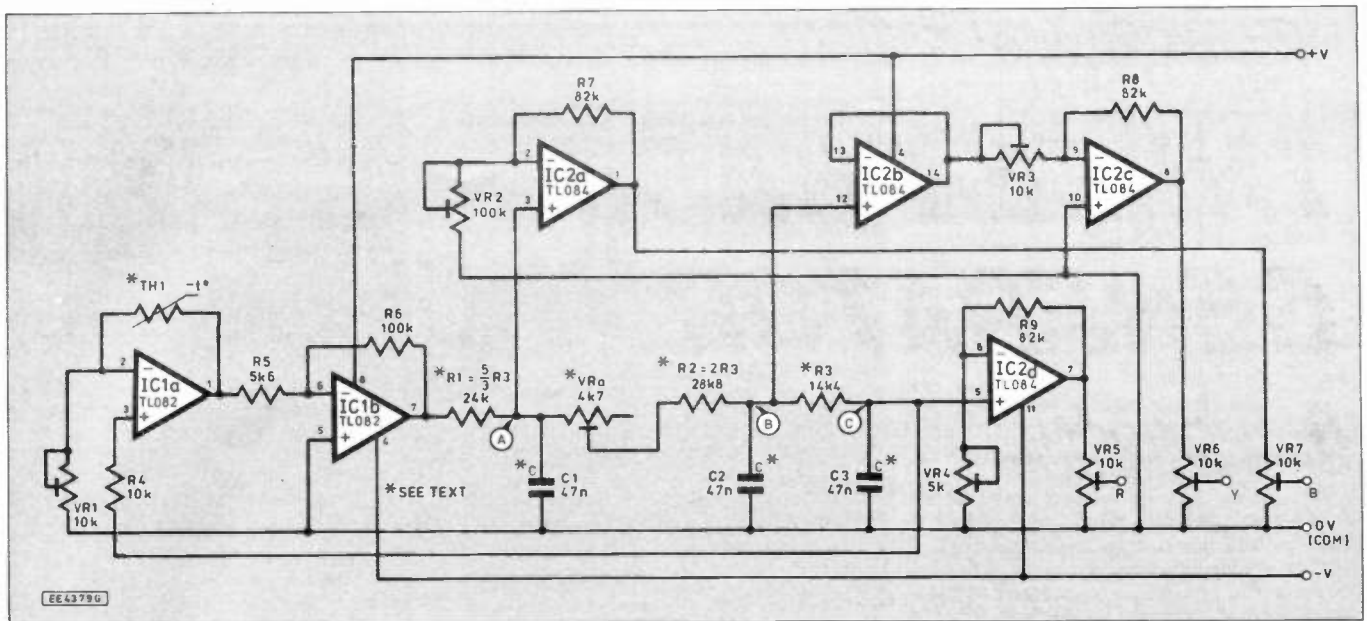 +V
R7
82k
R8
82k
2
−
IC2a
TL084
1
3
+
VR2
100k
13
−
4
IC2b
TL084
14
12
+
VR3
10k
9
−
IC2c
TL084
8
10
+
*TH1
-t°
R6
100k
R9
82k
2
−
IC1a
TL082
1
3
+
R5
5k6
6
−
8
IC1b
TL082
7
5
+
4
*R1 = 5/3 R3
24k
A
*VRa
4k7
*R2 = 2R3
28k8
B
*R3
14k4
C
6
−
IC2d
TL084
7
5
+
11
VR1
10k
R4
10k
*SEE TEXT
*C
C1
47n
C*
C2
47n
C*
C3
47n
VR4
5k
VR5
10k
R
VR6
10k
Y
VR7
10k
B
0V
(COM)
-V
EE4379G